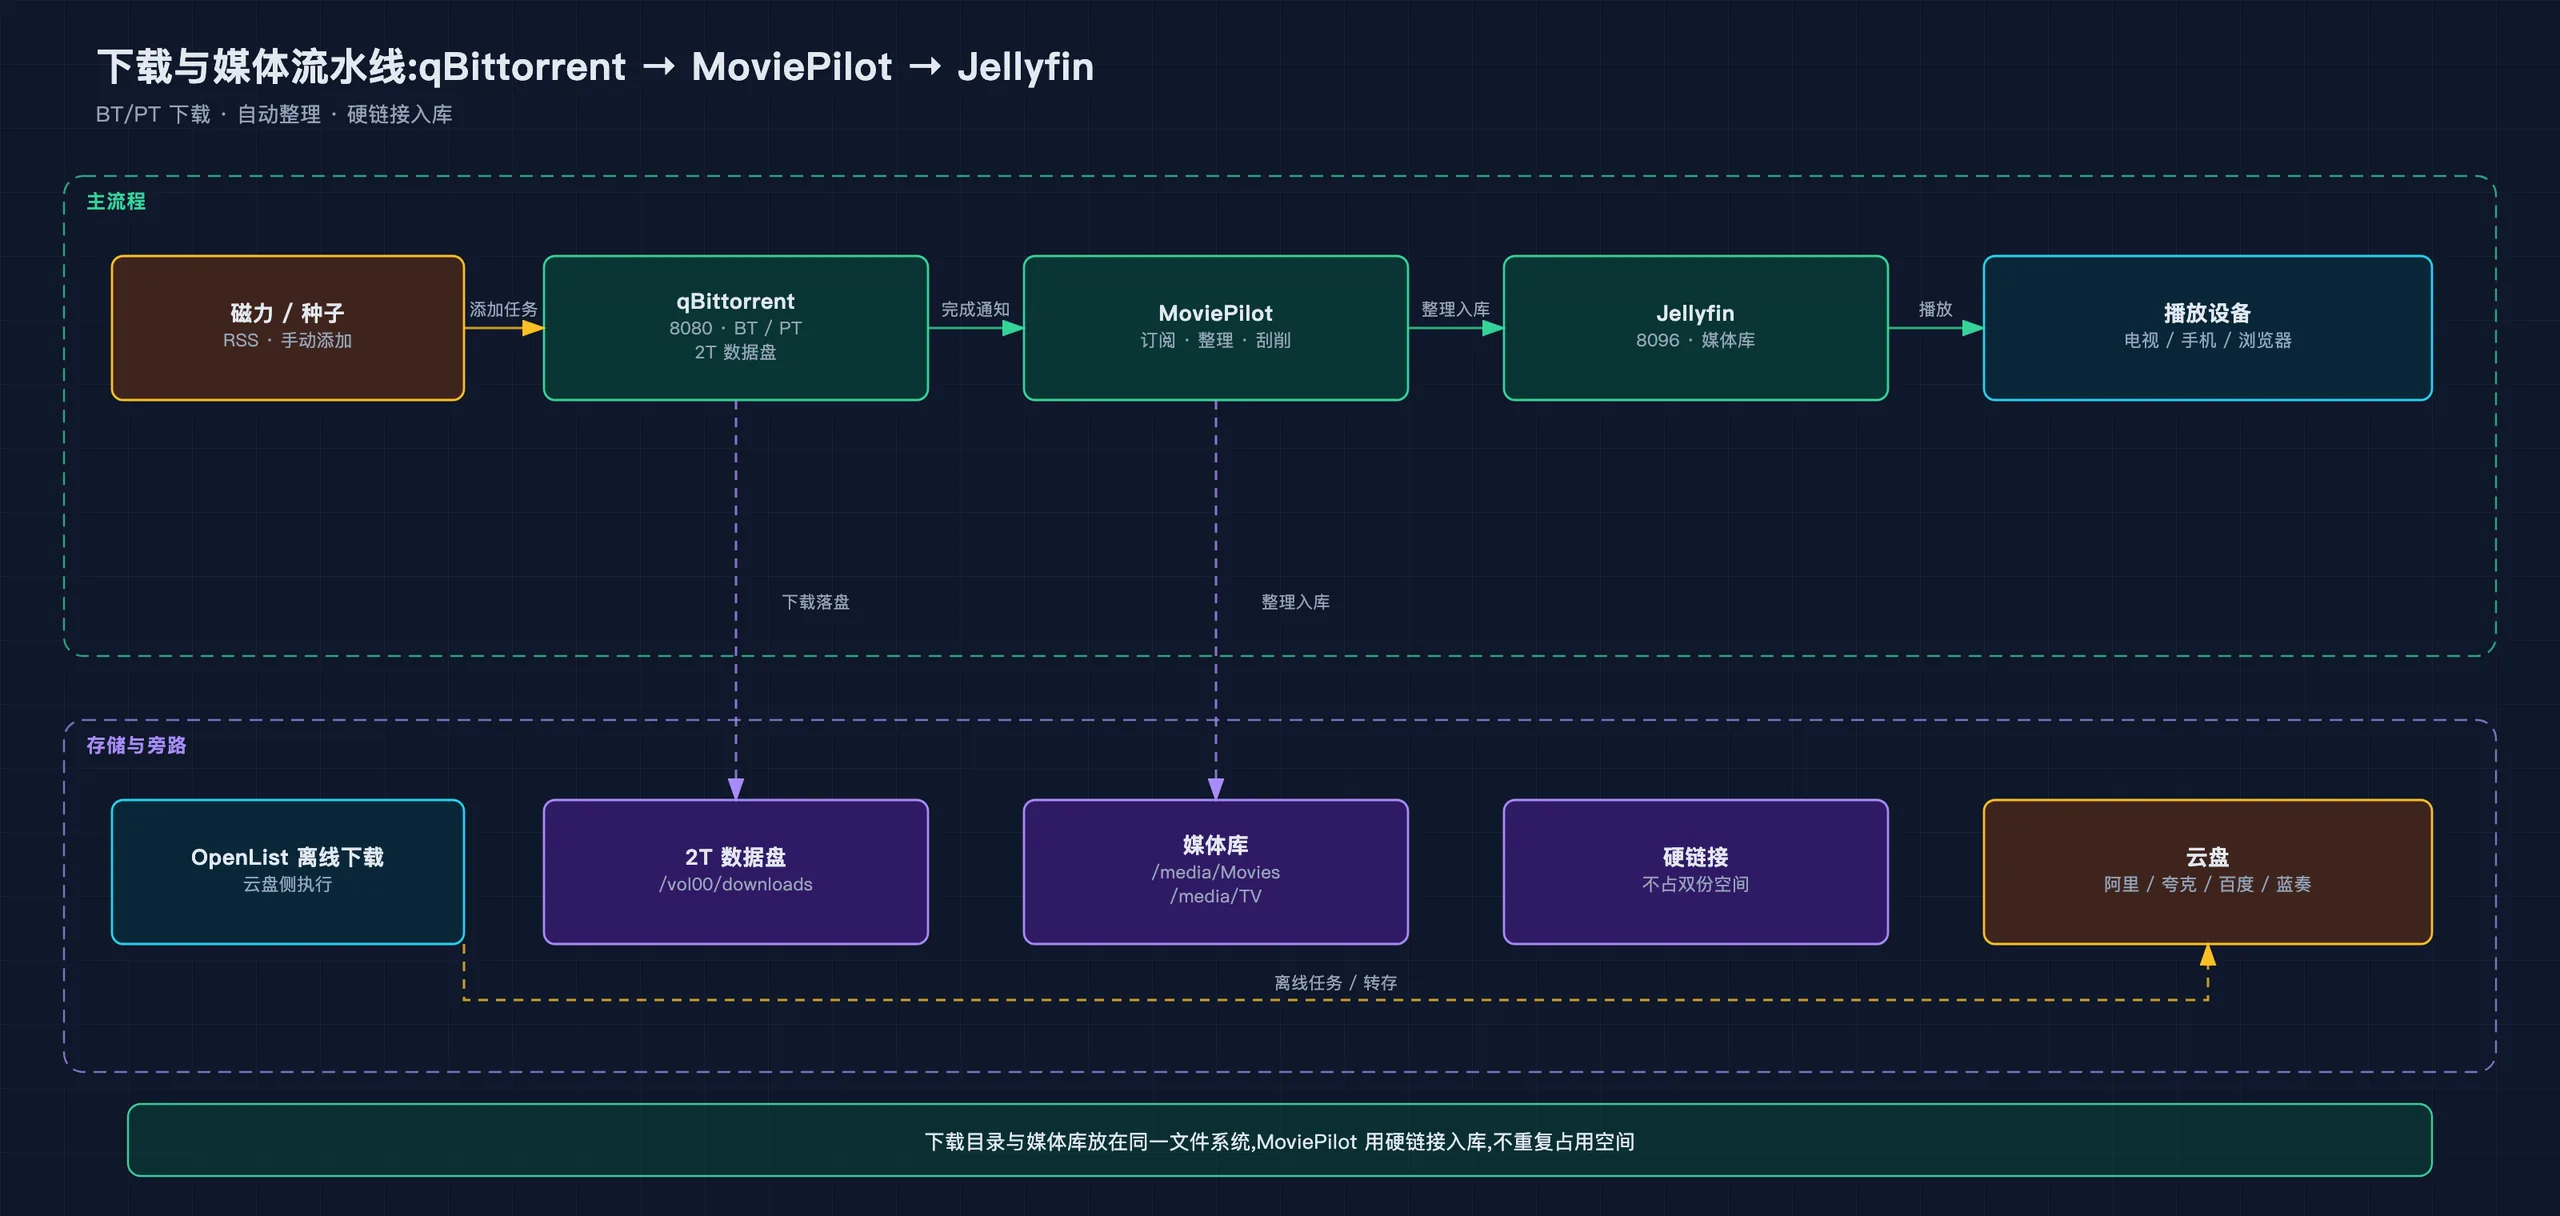 下载与媒体流水线:qBittorrent → MoviePilot → Jellyfin
BT/PT 下载 · 自动整理 · 硬链接入库
主流程
磁力 / 种子
RSS · 手动添加
添加任务
qBittorrent
8080 · BT / PT
2T 数据盘
完成通知
MoviePilot
订阅 · 整理 · 刮削
整理入库
Jellyfin
8096 · 媒体库
播放
播放设备
电视 / 手机 / 浏览器
下载落盘
整理入库
存储与旁路
OpenList 离线下载
云盘侧执行
2T 数据盘
/vol00/downloads
媒体库
/media/Movies
/media/TV
硬链接
不占双份空间
云盘
阿里 / 夸克 / 百度 / 蓝奏
离线任务 / 转存
下载目录与媒体库放在同一文件系统,MoviePilot 用硬链接入库,不重复占用空间